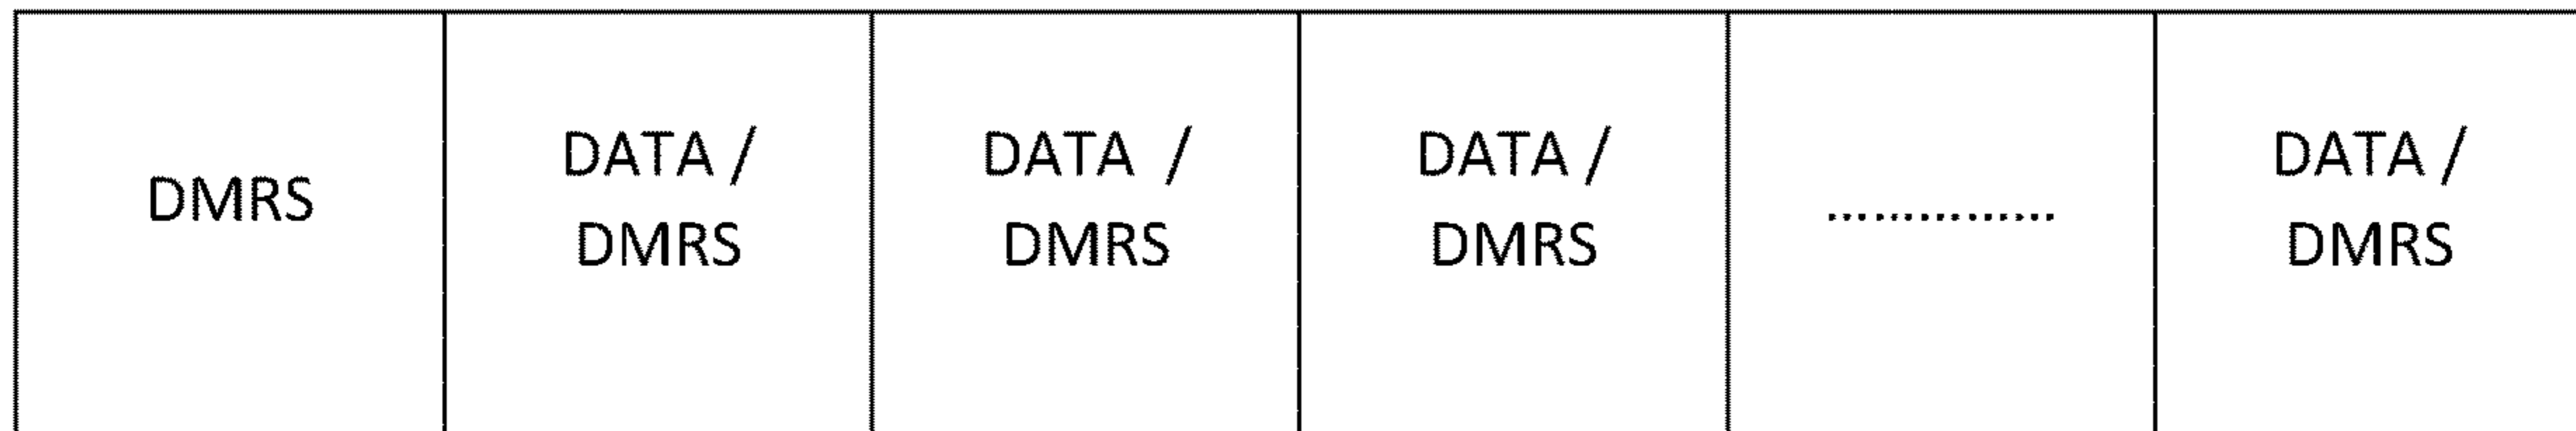 DMRS
DATA /
DMRS
DATA /
DMRS
DATA /
DMRS
...............
DATA /
DMRS